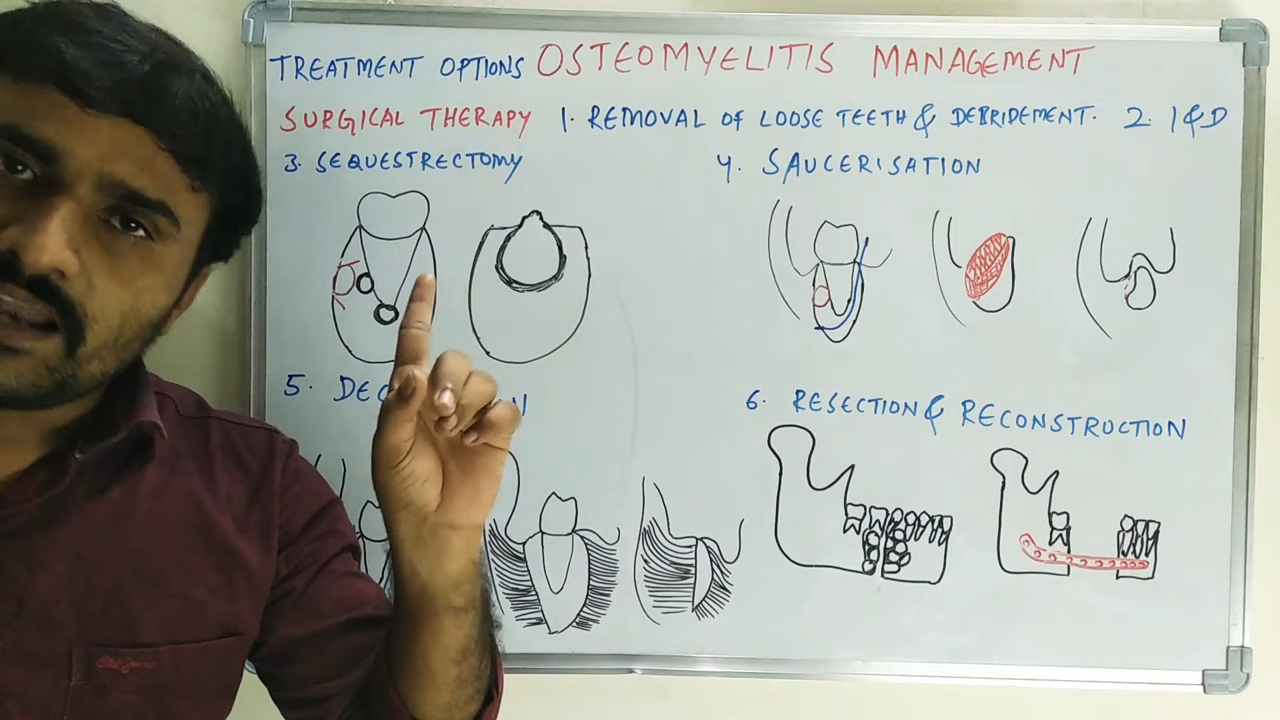 TREATMENT OPTIONS OSTEOMYELITIS MANAGEMENT
SURGICAL THERAPY 1. REMOVAL OF LOOSE TEETH & DEBRIDEMENT. 2. I&D
3. SEQUESTRECTOMY 4. SAUCERISATION
5.
6. RESECTION & RECONSTRUCTION